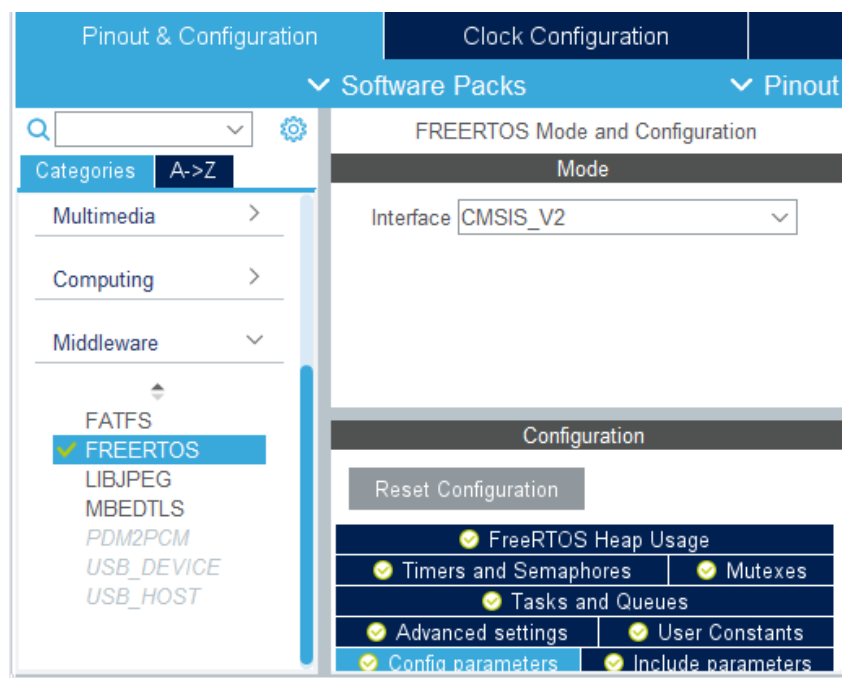 Pinout & Configuration
Clock Configuration
Software Packs
Pinout
Categories
A->Z
Multimedia
Computing
Middleware
FATFS
FREERTOS
LIBJPEG
MBEDTLS
PDM2PCM
USB_DEVICE
USB_HOST
FREERTOS Mode and Configuration
Mode
Interface CMSIS_V2
Configuration
Reset Configuration
FreeRTOS Heap Usage
Timers and Semaphores
Mutexes
Tasks and Queues
Advanced settings
User Constants
Config parameters
Include parameters